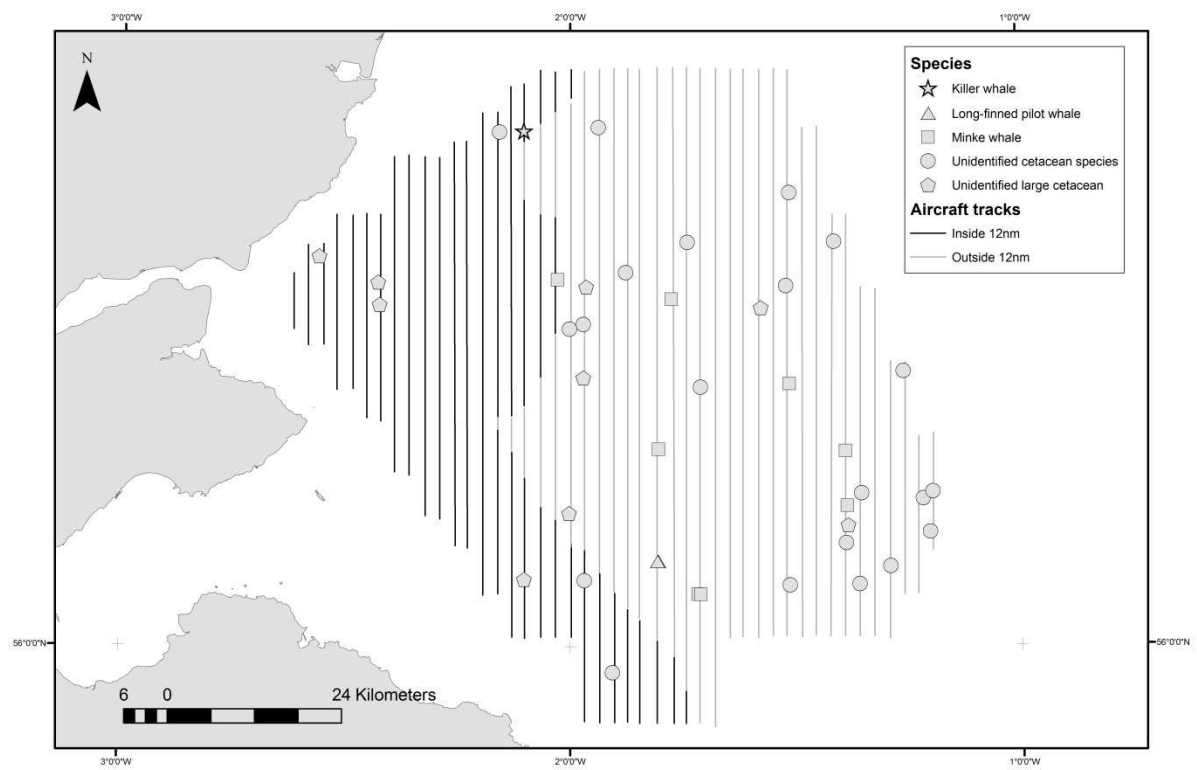 3°0'0"W 2°0'0"W 1°0'0"W
N
Species
Killer whale
Long-finned pilot whale
Minke whale
Unidentified cetacean species
Unidentified large cetacean
Aircraft tracks
Inside 12nm
Outside 12nm
56°0'0"N 56°0'0"N
6 0 24 Kilometers
3°0'0"W 2°0'0"W 1°0'0"W